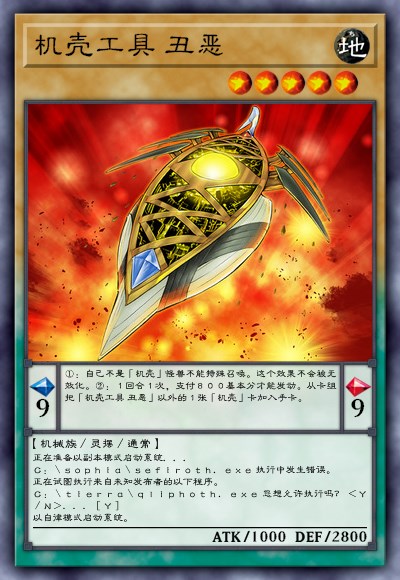 机壳工具 丑恶
地
①：自己不是「机壳」怪兽不能特殊召唤。这个效果不会被无
效化。②：1回合1次，支付800基本分才能发动。从卡组
把「机壳工具 丑恶」以外的1张「机壳」卡加入手卡。
9 9
【机械族／灵摆／通常】
正在准备以副本模式启动系统...
C:\sophia\sefiroth.exe 执行中发生错误。
正在试图执行来自未知发布者的以下程序。
C:\tierra\qliphoth.exe 您想允许执行吗？ <Y
/N>...[Y]
以自律模式启动系统。
ATK/1000 DEF/2800